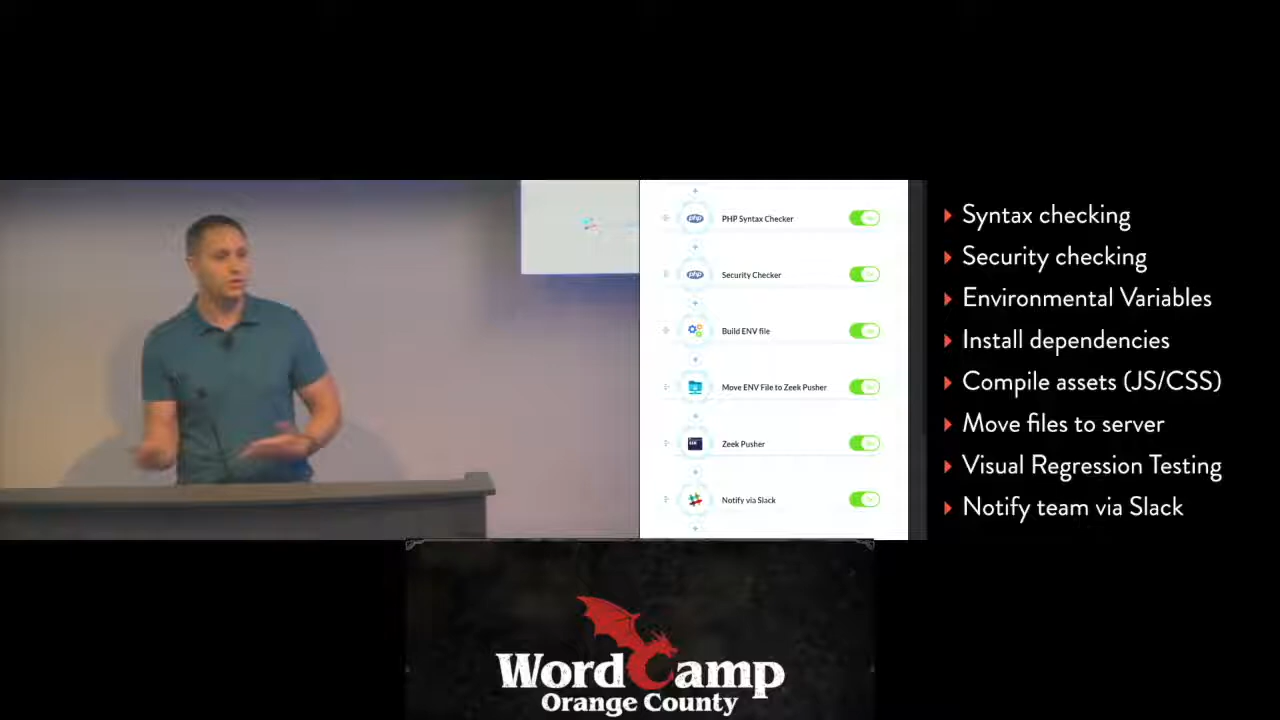 PHP Syntax Checker
Security Checker
Build ENV file
Move ENV File to Zeek Pusher
Zeek Pusher
Notify via Slack
Syntax checking
Security checking
Environmental Variables
Install dependencies
Compile assets (JS/CSS)
Move files to server
Visual Regression Testing
Notify team via Slack
WordCamp
Orange County